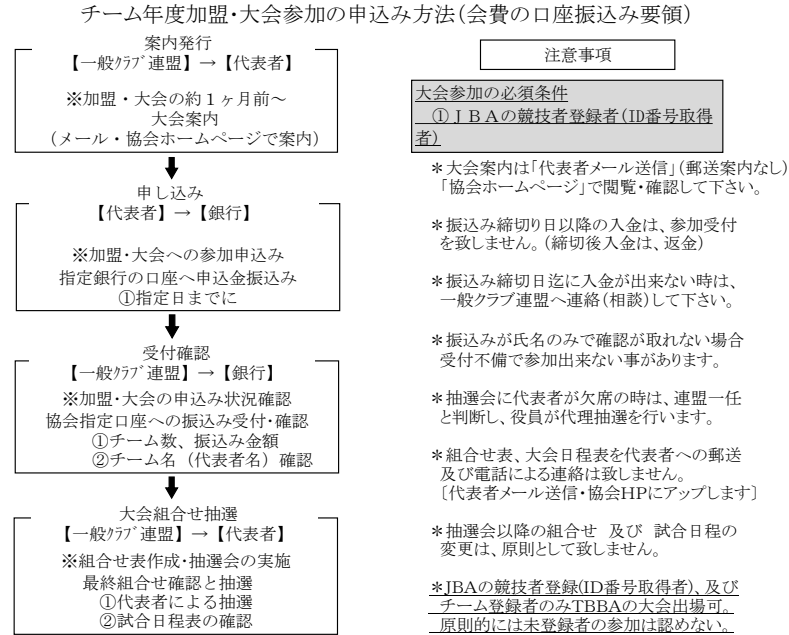 チーム年度加盟・大会参加の申込み方法(会費の口座振込み要領)
案内発行
【一般ｸﾗﾌﾞ連盟】→【代表者】
※加盟・大会の約１ヶ月前～
大会案内
(メール・協会ホームページで案内)
申し込み
【代表者】→【銀行】
※加盟・大会への参加申込み
指定銀行の口座へ申込金振込み
①指定日までに
受付確認
【一般ｸﾗﾌﾞ連盟】→【銀行】
※加盟・大会の申込み状況確認
協会指定口座への振込み受付・確認
①チーム数、振込み金額
②チーム名（代表者名）確認
大会組合せ抽選
【一般ｸﾗﾌﾞ連盟】→【代表者】
※組合せ表作成・抽選会の実施
最終組合せ確認と抽選
①代表者による抽選
②試合日程表の確認
注意事項
大会参加の必須条件
①ＪＢＡの競技者登録者(ID番号取得
者)
＊大会案内は「代表者メール送信」(郵送案内なし)
「協会ホームページ」で閲覧・確認して下さい。
＊振込み締切り日以降の入金は、参加受付
を致しません。(締切後入金は、返金)
＊振込み締切日迄に入金が出来ない時は、
一般クラブ連盟へ連絡(相談)して下さい。
＊振込みが氏名のみで確認が取れない場合
受付不備で参加出来ない事があります。
＊抽選会に代表者が欠席の時は、連盟一任
と判断し、役員が代理抽選を行います。
＊組合せ表、大会日程表を代表者への郵送
及び電話による連絡は致しません。
〔代表者メール送信・協会HPにアップします〕
＊抽選会以降の組合せ 及び 試合日程の
変更は、原則として致しません。
＊JBAの競技者登録(ID番号取得者)、及び
チーム登録者のみTBBAの大会出場可。
原則的には未登録者の参加は認めない。